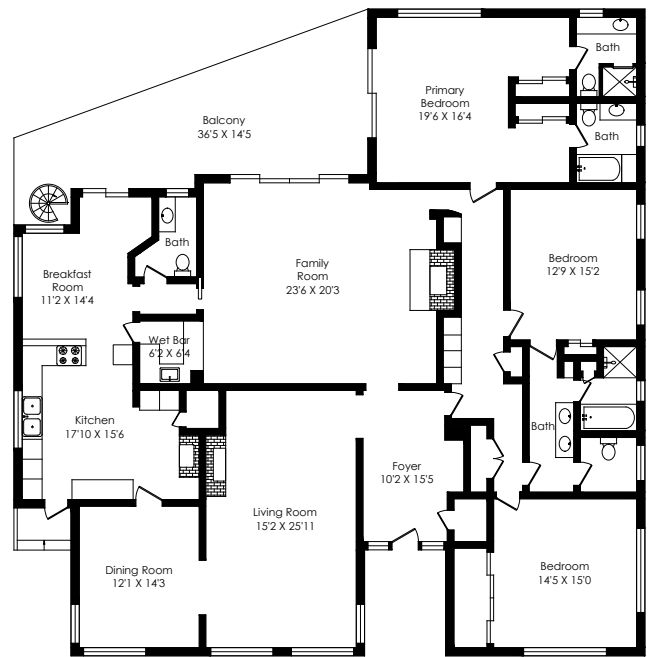 Bath
Primary
Bedroom
19'6 X 16'4
Balcony
36'5 X 14'5
Bath
Bath
Breakfast
Room
11'2 X 14'4
Family
Room
23'6 X 20'3
Bedroom
12'9 X 15'2
Wet Bar
6'2 X 6'4
Kitchen
17'10 X 15'6
Bath
Foyer
10'2 X 15'5
Living Room
15'2 X 25'11
Dining Room
12'1 X 14'3
Bedroom
14'5 X 15'0